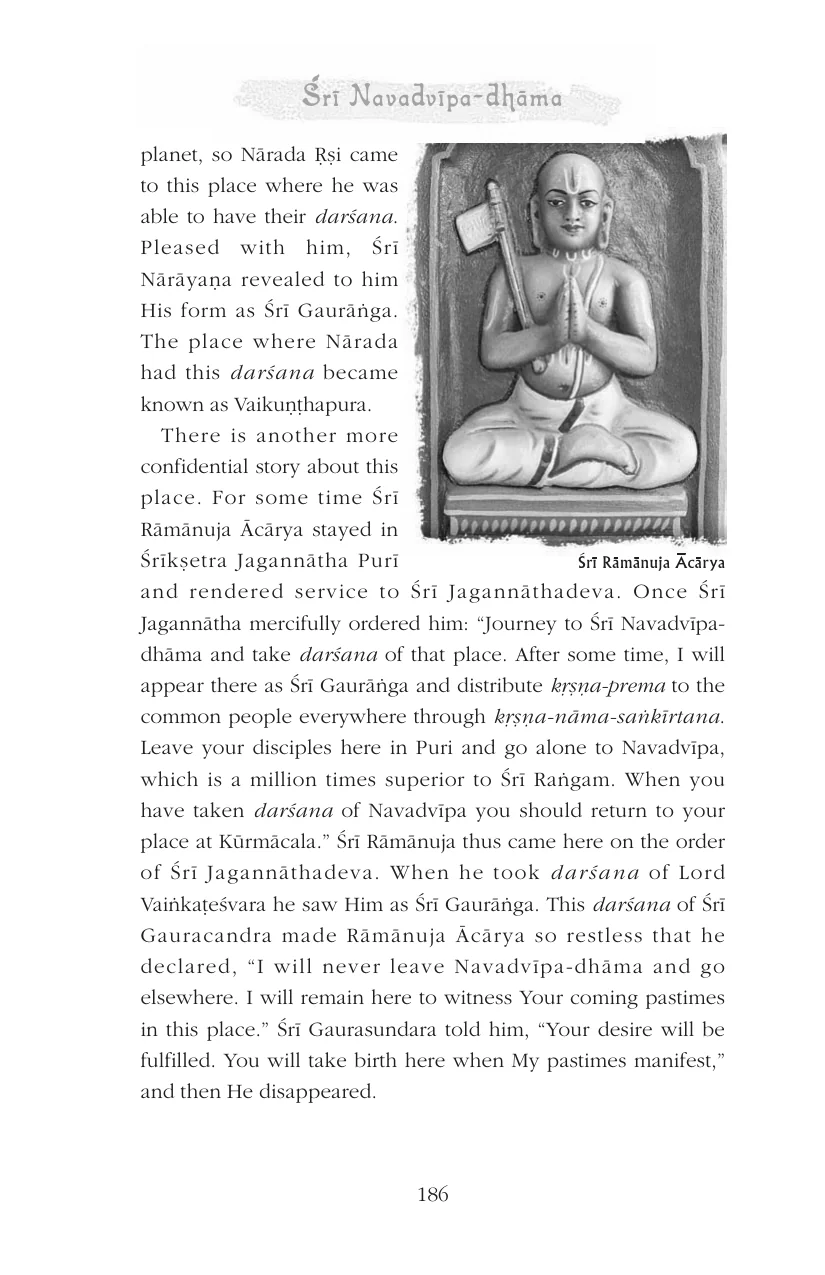 Śrī Navadvīpa-dhāma
planet, so Nārada Ṛṣi came
to this place where he was
able to have their darśana.
Pleased with him, Śrī
Nārāyaṇa revealed to him
His form as Śrī Gaurāṅga.
The place where Nārada
had this darśana became
known as Vaikuṇṭhapura.
There is another more
confidential story about this
place. For some time Śrī
Rāmānuja Ācārya stayed in
Śrīkṣetra Jagannātha Purī
Śrī Rāmānuja Ācārya
and rendered service to Śrī Jagannāthadeva. Once Śrī
Jagannātha mercifully ordered him: “Journey to Śrī Navadvīpa-
dhāma and take darśana of that place. After some time, I will
appear there as Śrī Gaurāṅga and distribute kṛṣṇa-prema to the
common people everywhere through kṛṣṇa-nāma-saṅkīrtana.
Leave your disciples here in Puri and go alone to Navadvīpa,
which is a million times superior to Śrī Raṅgam. When you
have taken darśana of Navadvīpa you should return to your
place at Kūrmācala.” Śrī Rāmānuja thus came here on the order
of Śrī Jagannāthadeva. When he took darśana of Lord
Vaiṅkaṭeśvara he saw Him as Śrī Gaurāṅga. This darśana of Śrī
Gauracandra made Rāmānuja Ācārya so restless that he
declared, “I will never leave Navadvīpa-dhāma and go
elsewhere. I will remain here to witness Your coming pastimes
in this place.” Śrī Gaurasundara told him, “Your desire will be
fulfilled. You will take birth here when My pastimes manifest,”
and then He disappeared.
186